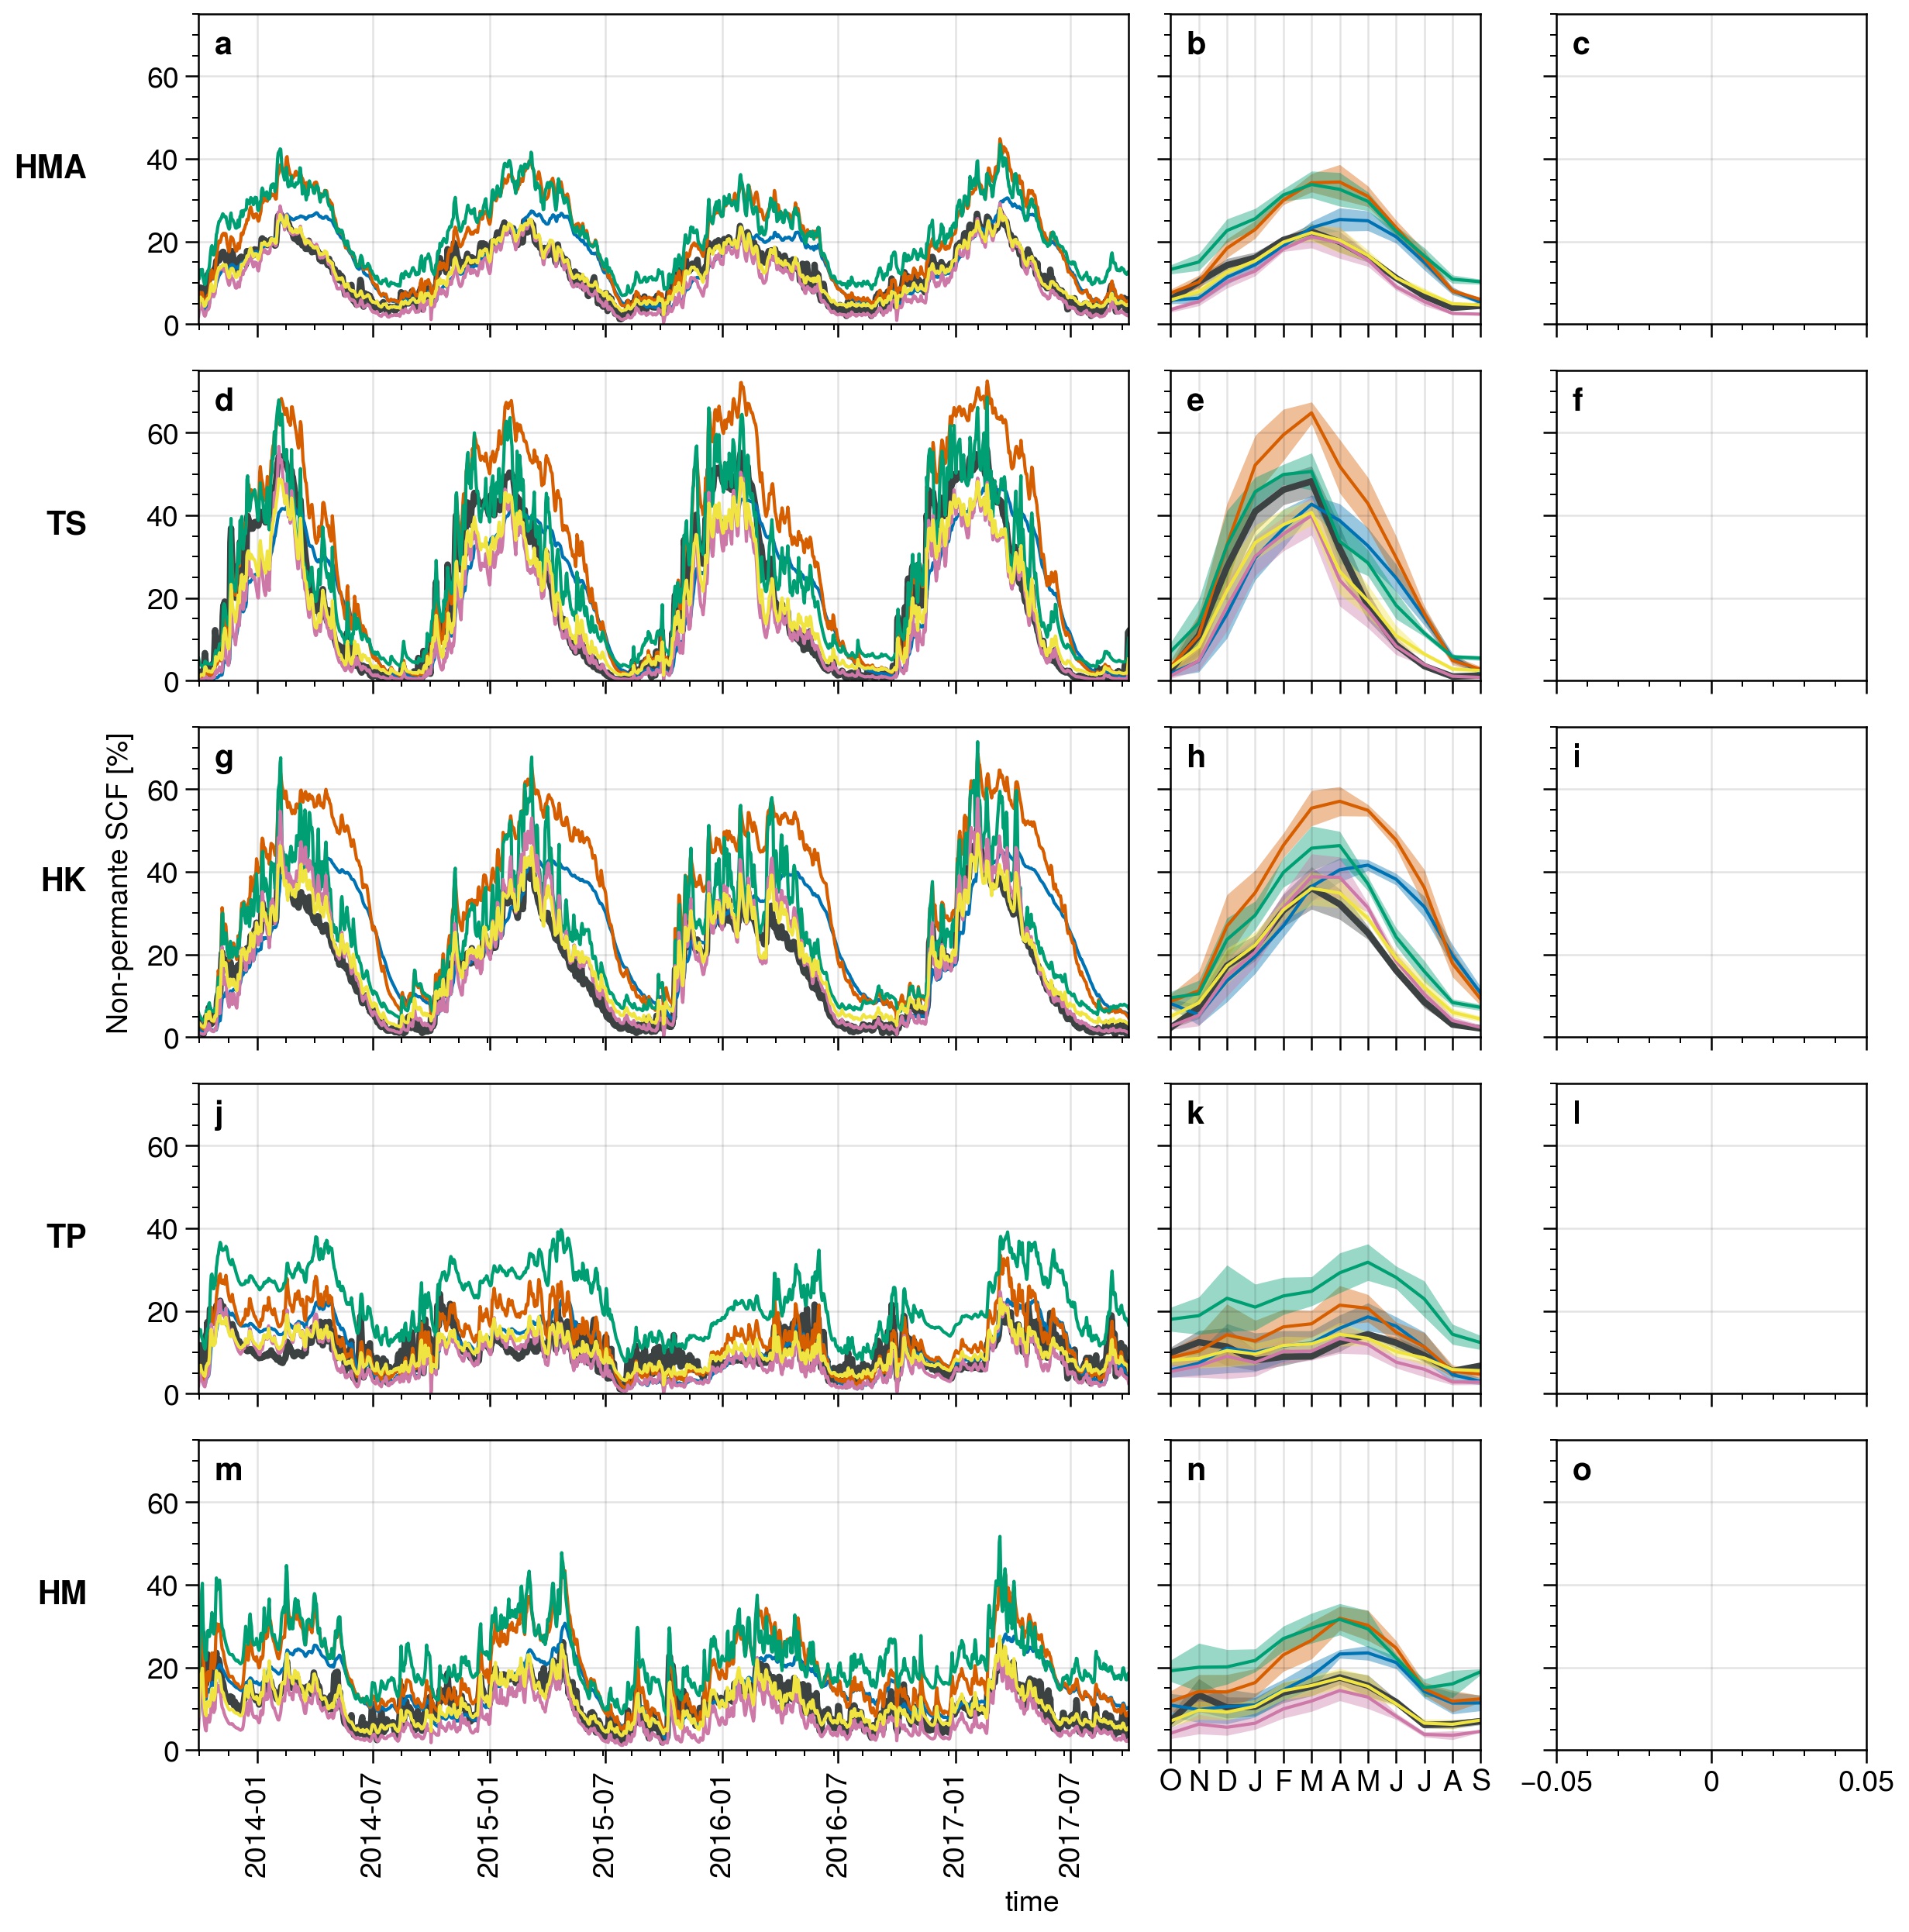 a b c
60
40
20
0
HMA
d e f
60
40
20
0
TS
g h i
60
40
20
0
HK
Non-permante SCF [%]
j k l
60
40
20
0
TP
m n o
60
40
20
0
HM
2014-01 2014-07 2015-01 2015-07 2016-01 2016-07 2017-01 2017-07
O N D J F M A M J J A S
−0.05 0 0.05
time